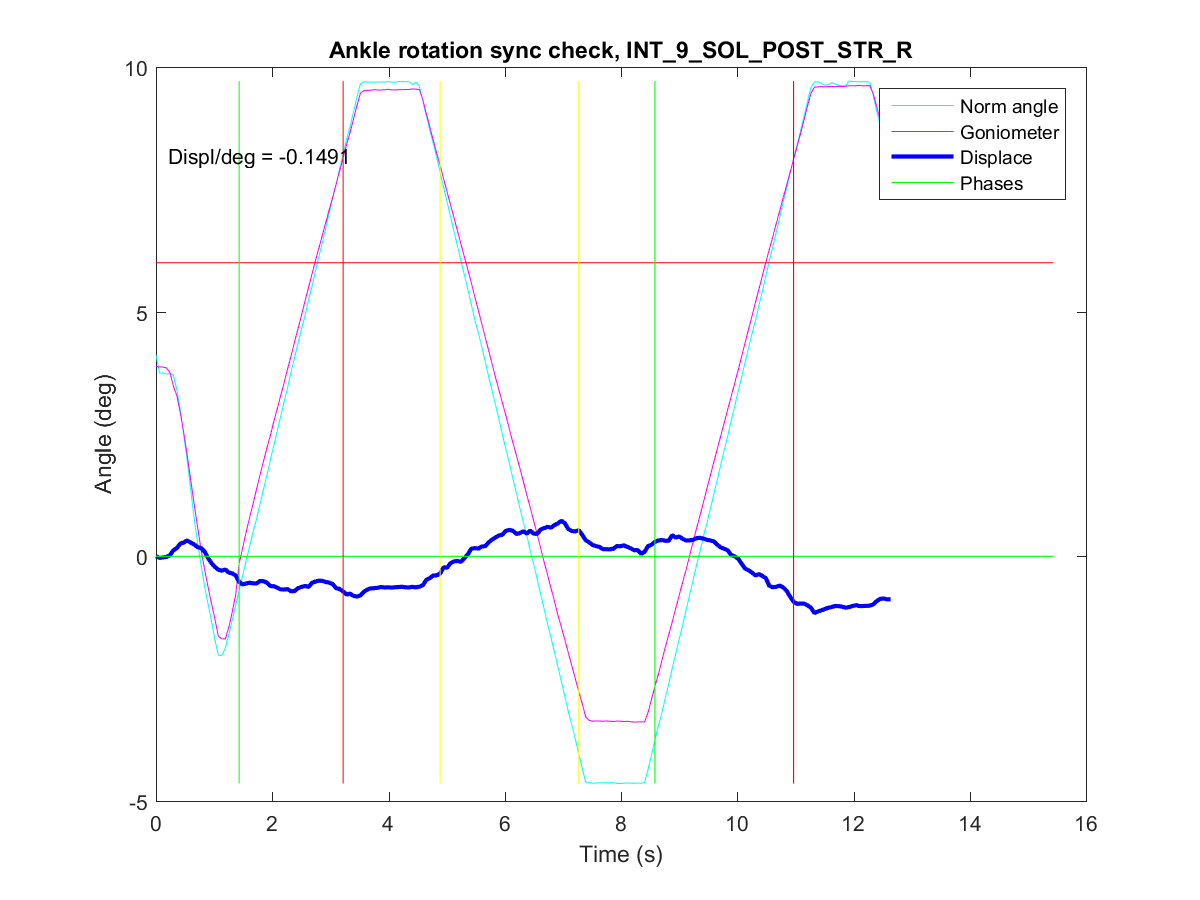 Ankle rotation sync check, INT_9_SOL_POST_STR_R
10
5
0
-5
Angle (deg)
Displ/deg = -0.1491
Norm angle
Goniometer
Displace
Phases
0 2 4 6 8 10 12 14 16
Time (s)